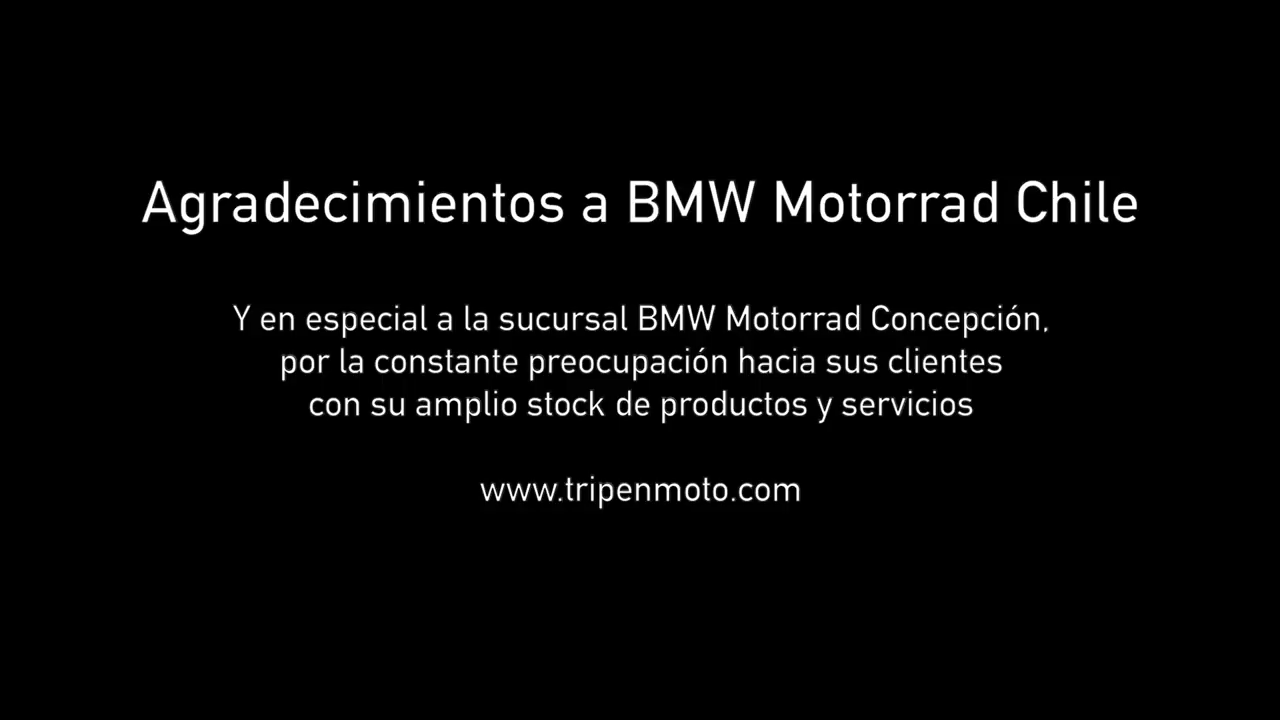 Agradecimientos a BMW Motorrad Chile
Y en especial a la sucursal BMW Motorrad Concepción,
por la constante preocupación hacia sus clientes
con su amplio stock de productos y servicios
www.tripenmoto.com